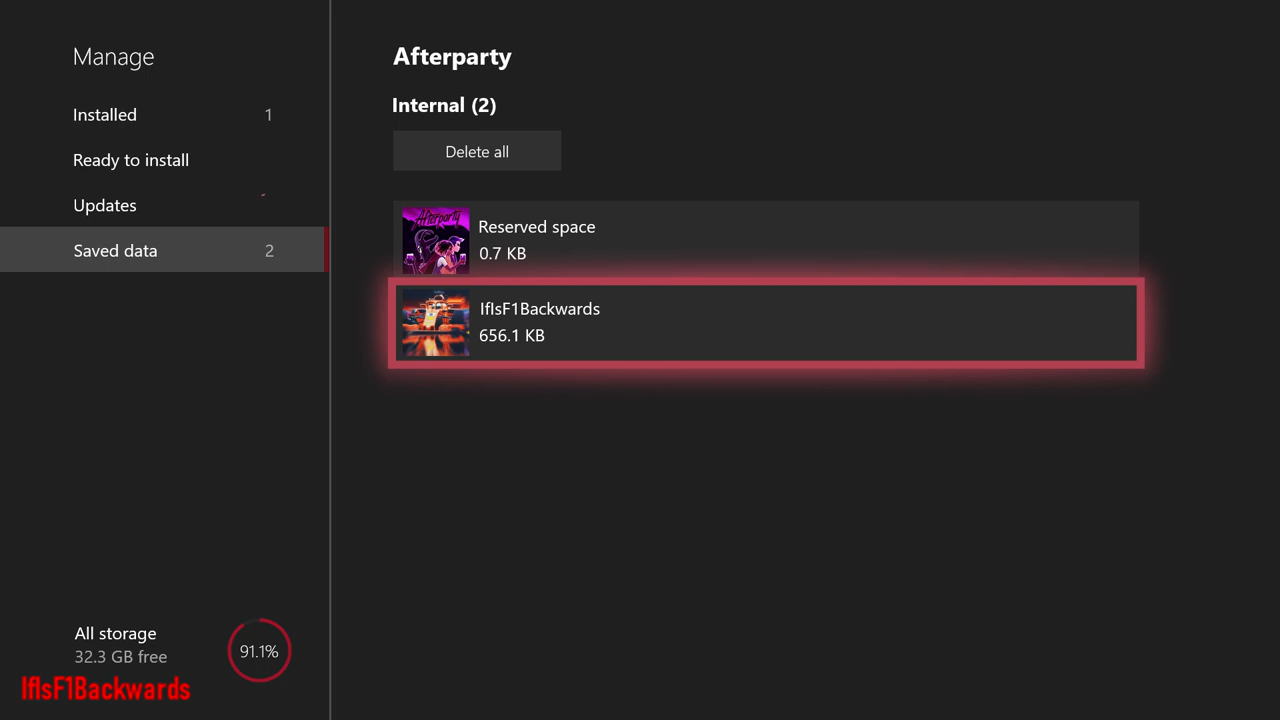 Manage
Installed 1
Ready to install
Updates
Saved data 2
All storage
32.3 GB free
91.1%
IfIsF1Backwards
Afterparty
Internal (2)
Delete all
Afterparty
Reserved space
0.7 KB
IfIsF1Backwards
656.1 KB